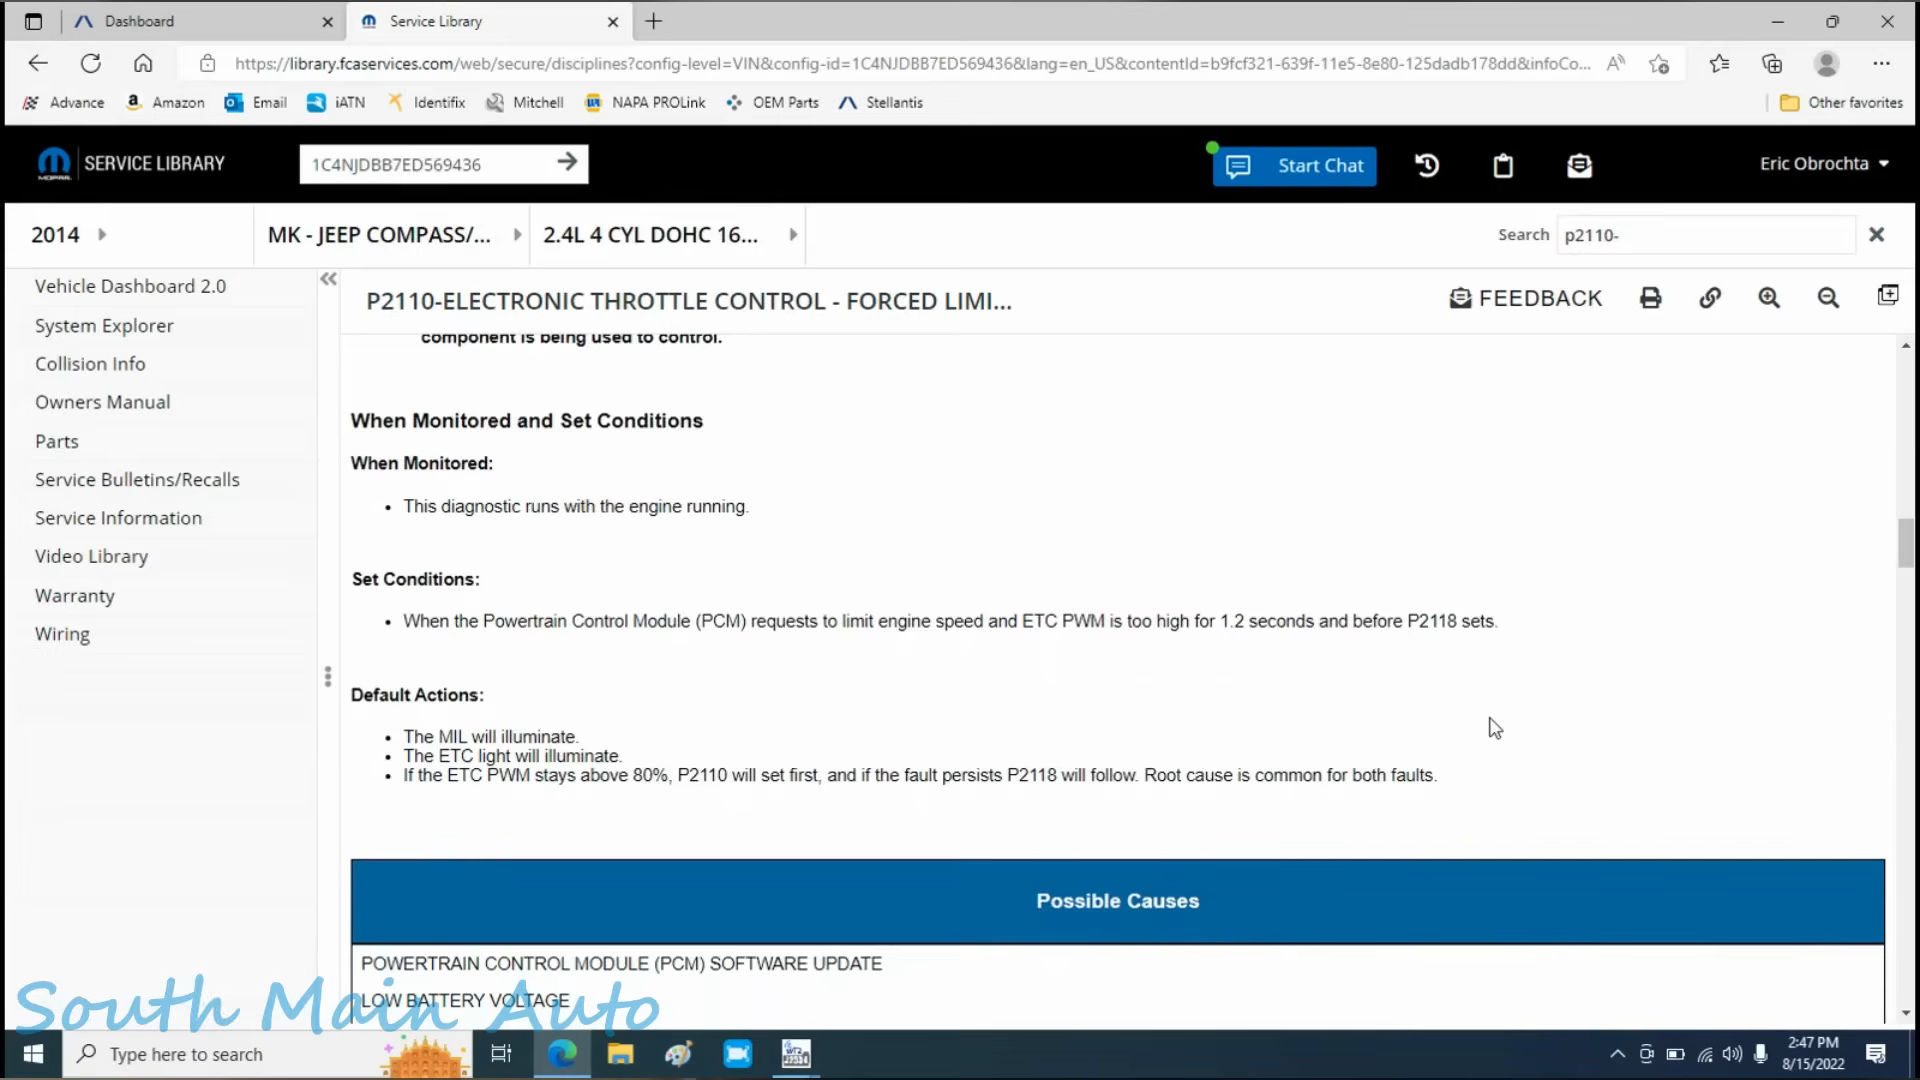 Dashboard
Service Library
https://library.fcaservices.com/web/secure/disciplines?config-level=VIN&config-id=1C4NJDBB7ED569436&lang=en_US&contentId=b9fcf321-639f-11e5-8e80-125dadb178dd&infoCo...
Advance
Amazon
Email
iATN
Identifix
Mitchell
NAPA PROLink
OEM Parts
Stellantis
Other favorites
MOPAR
SERVICE LIBRARY
1C4NJDBB7ED569436
Start Chat
Eric Obrochta
2014
MK - JEEP COMPASS/...
2.4L 4 CYL DOHC 16...
Search
p2110-
Vehicle Dashboard 2.0
System Explorer
Collision Info
Owners Manual
Parts
Service Bulletins/Recalls
Service Information
Video Library
Warranty
Wiring
P2110-ELECTRONIC THROTTLE CONTROL - FORCED LIMI...
FEEDBACK
component is being used to control.
When Monitored and Set Conditions
When Monitored:
• This diagnostic runs with the engine running.
Set Conditions:
• When the Powertrain Control Module (PCM) requests to limit engine speed and ETC PWM is too high for 1.2 seconds and before P2118 sets.
Default Actions:
• The MIL will illuminate.
• The ETC light will illuminate.
• If the ETC PWM stays above 80%, P2110 will set first, and if the fault persists P2118 will follow. Root cause is common for both faults.
Possible Causes
POWERTRAIN CONTROL MODULE (PCM) SOFTWARE UPDATE
LOW BATTERY VOLTAGE
South Main Auto
Type here to search
2:47 PM
8/15/2022